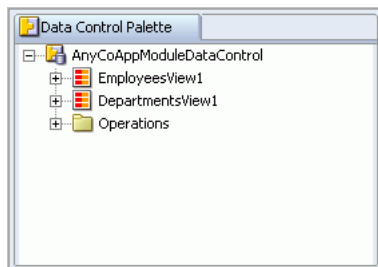 Data Control Palette
AnyCoAppModuleDataControl
EmployeesView1
DepartmentsView1
Operations